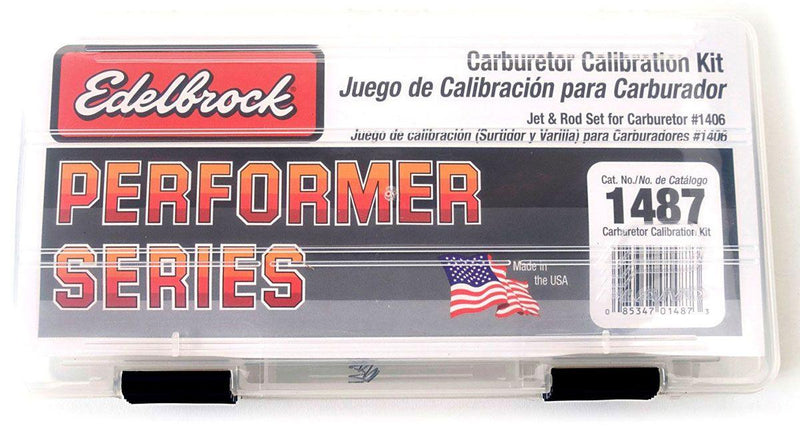 Edelbrock
Carburetor Calibration Kit
Juego de Calibración para Carburador
Jet & Rod Set for Carburetor #1406
Juego de calibración (Surtidor y Varilla) para Carburadores #1406
PERFORMER
SERIES
Cat. No./No. de Catálogo
1487
Carburetor Calibration Kit
Made in
the USA
0 85347 01487 3